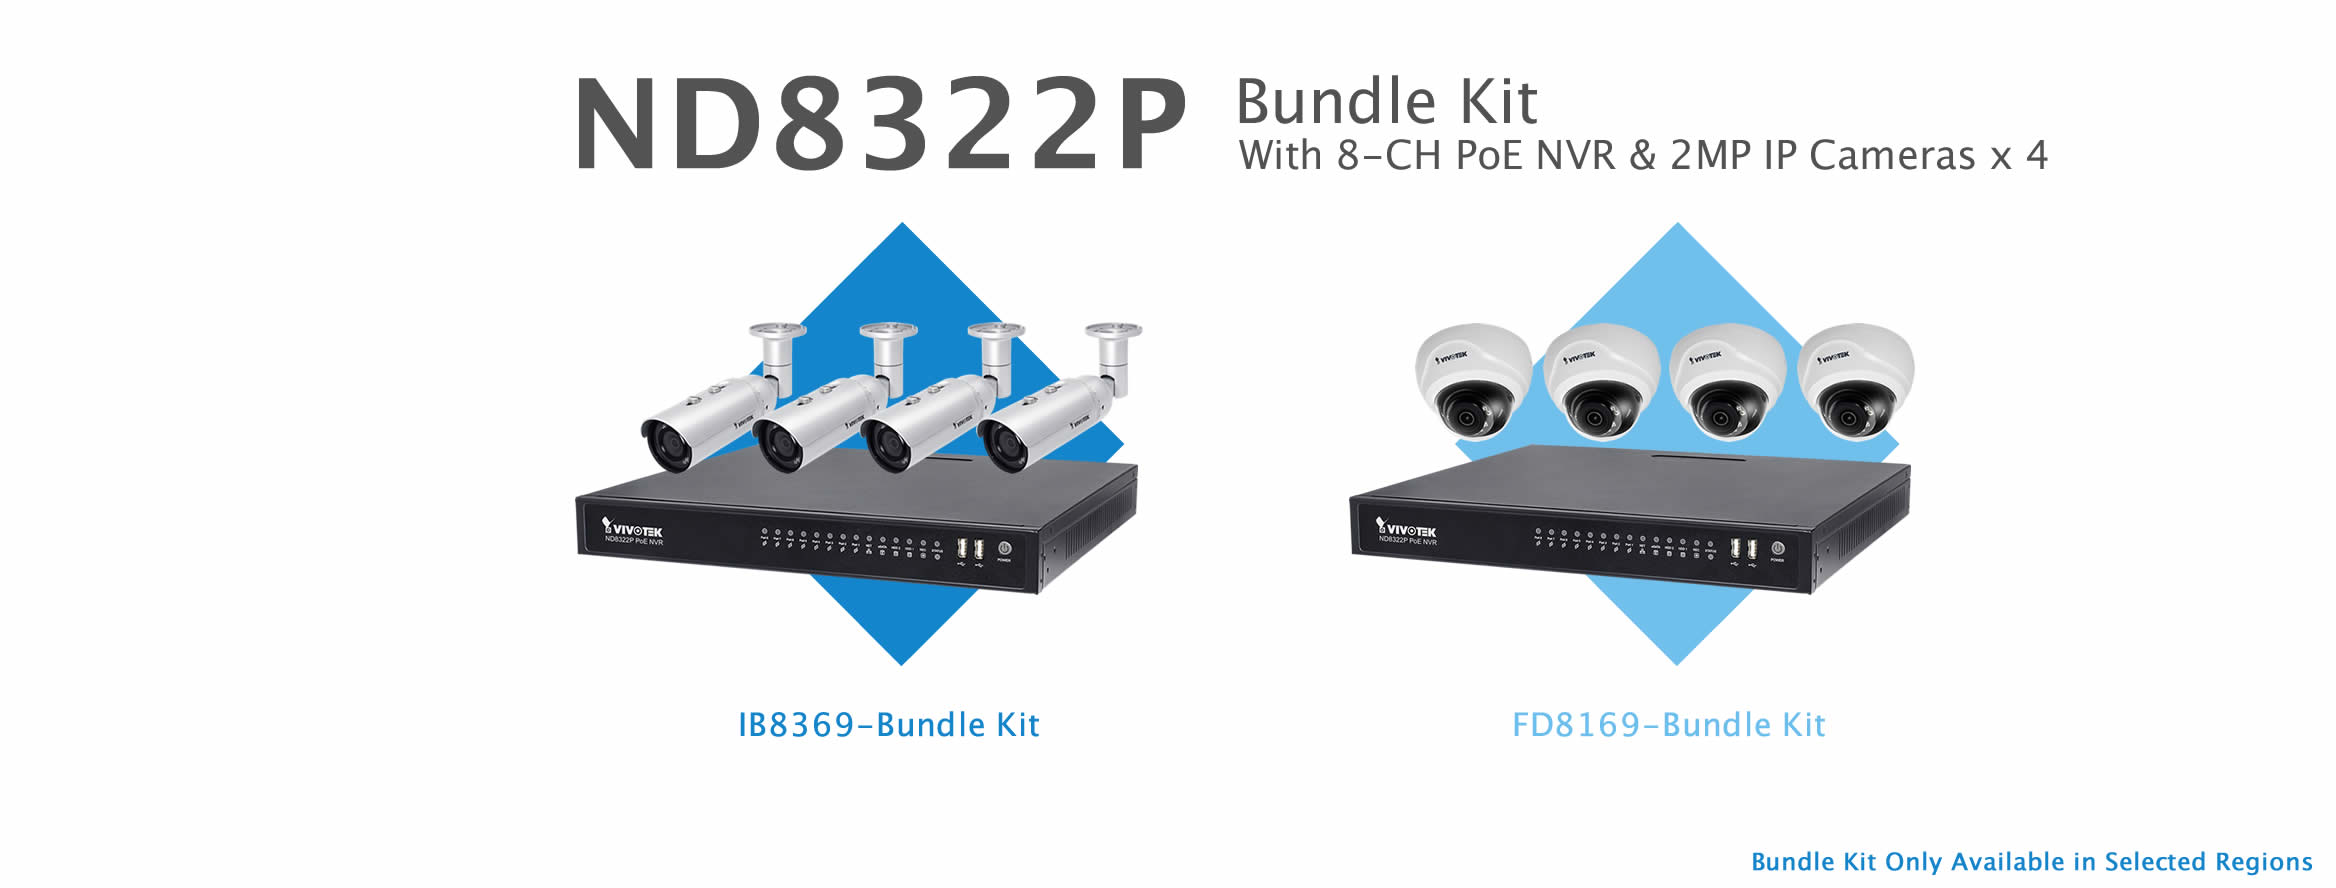 ND8322P
Bundle Kit
With 8-CH PoE NVR & 2MP IP Cameras x 4
VIVOTEK
VIVOTEK
VIVOTEK
VIVOTEK
VIVOTEK
VIVOTEK
VIVOTEK
VIVOTEK
VIVOTEK
ND8322P PoE NVR
POWER
VIVOTEK
ND8322P PoE NVR
POWER
IB8369-Bundle Kit
FD8169-Bundle Kit
Bundle Kit Only Available in Selected Regions